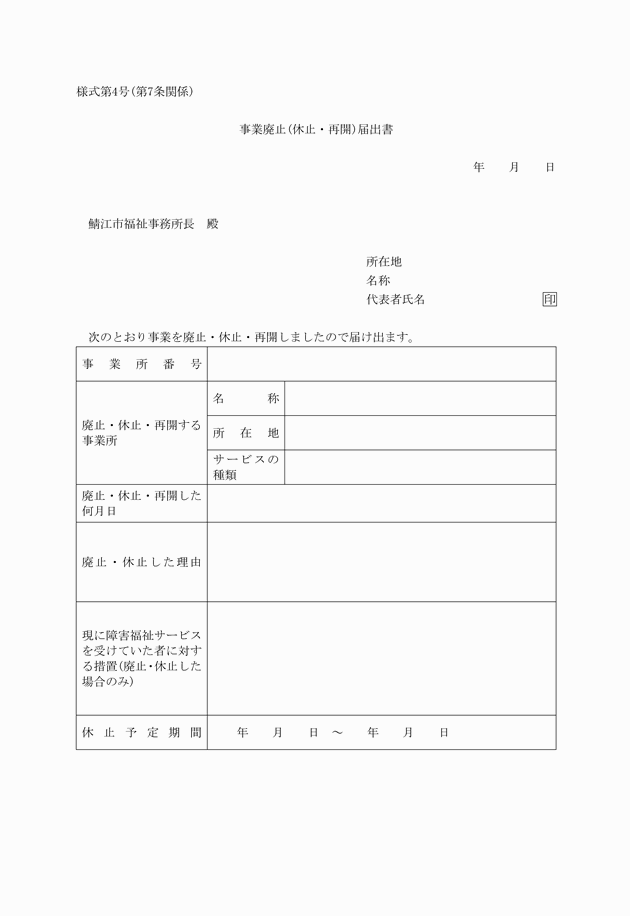 様式第4号(第7条関係)
事業廃止(休止・再開)届出書
年　月　日
鯖江市福祉事務所長　殿
所在地
名称
代表者氏名　印
次のとおり事業を廃止・休止・再開しましたので届け出ます。
事業所番号
廃止・休止・再開する
事業所
名称
所在地
サービスの
種類
廃止・休止・再開した
何月日
廃止・休止した理由
現に障害福祉サービス
を受けていた者に対す
る措置(廃止・休止した
場合のみ)
休止予定期間
年　月　日　～　年　月　日